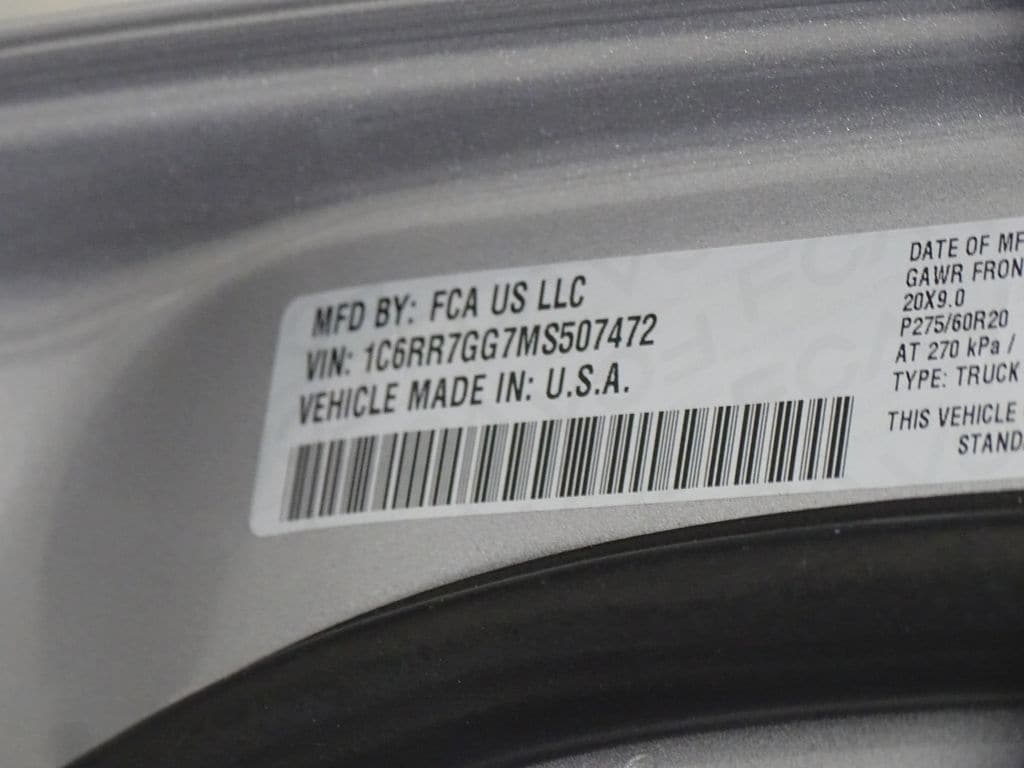 MFD BY: FCA US LLC
VIN: 1C6RR7GG7MS507472
VEHICLE MADE IN: U.S.A.
DATE OF MF
GAWR FRON
20X9.0
P275/60R20
AT 270 kPa /
TYPE: TRUCK
THIS VEHICLE
STAND